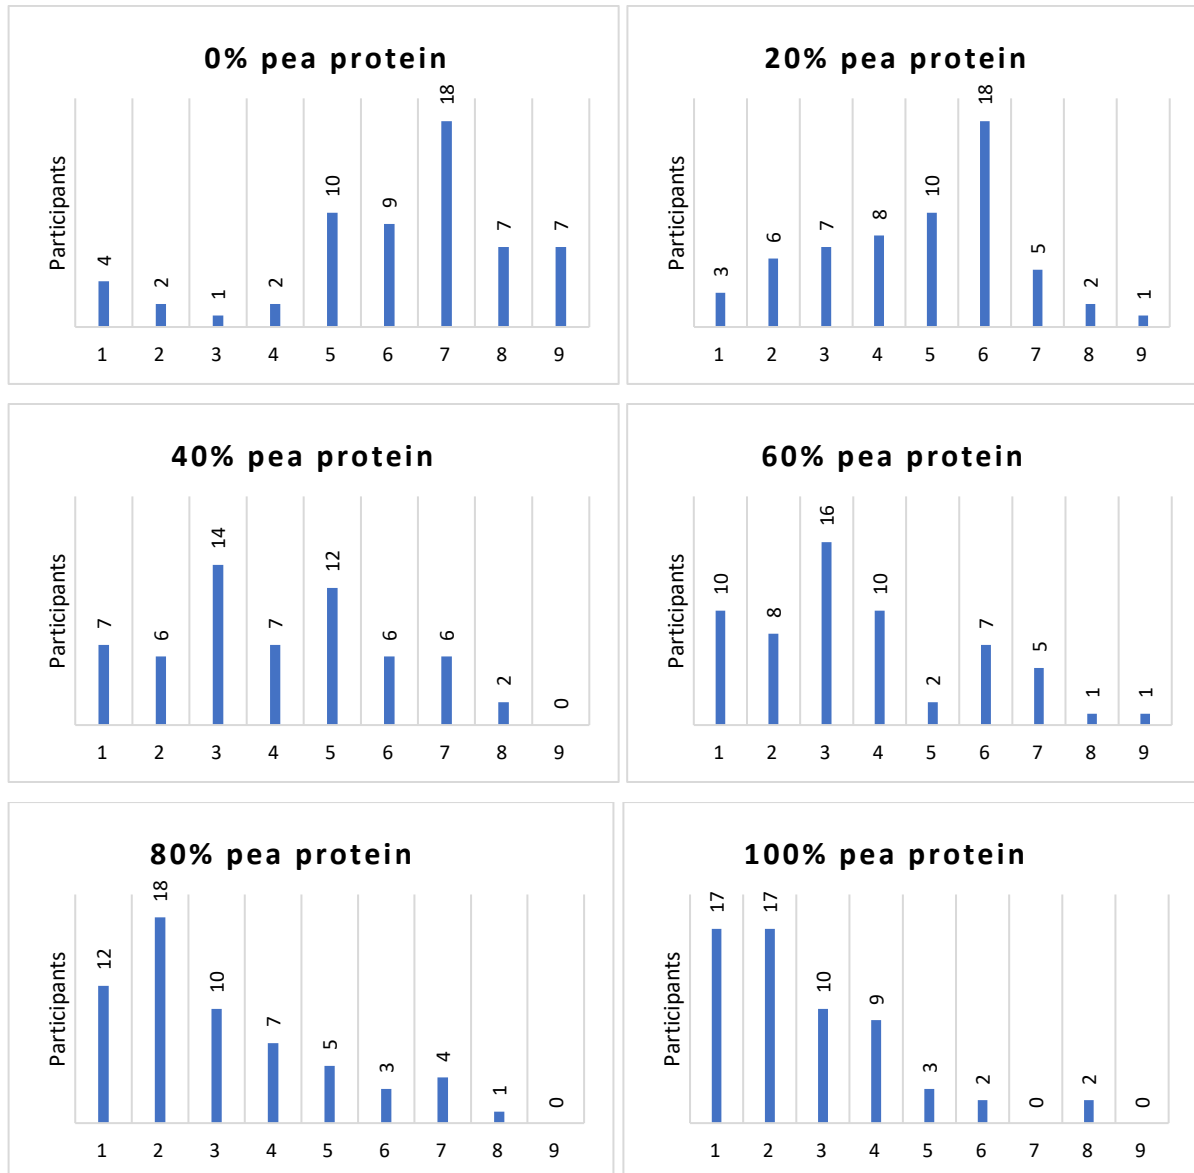 0% pea protein
Participants
4 2 1 2 10 9 18 7 7
1 2 3 4 5 6 7 8 9
20% pea protein
Participants
3 6 7 8 10 18 5 2 1
1 2 3 4 5 6 7 8 9
40% pea protein
Participants
7 6 14 7 12 6 6 2 0
1 2 3 4 5 6 7 8 9
60% pea protein
Participants
10 8 16 10 2 7 5 1 1
1 2 3 4 5 6 7 8 9
80% pea protein
Participants
12 18 10 7 5 3 4 1 0
1 2 3 4 5 6 7 8 9
100% pea protein
Participants
17 17 10 9 3 2 0 2 0
1 2 3 4 5 6 7 8 9